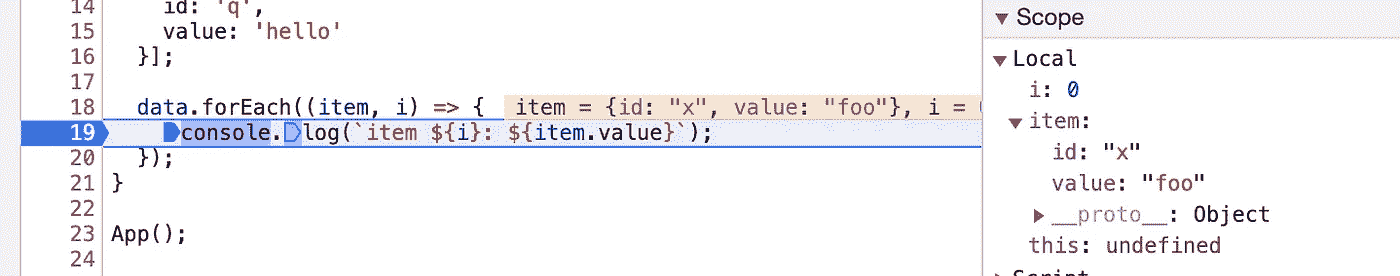 14 id: 'q',
15 value: 'hello'
16 }];
17
18 data.forEach((item, i) => { item = {id: "x", value: "foo"}, i =
19 console.log(`item ${i}: ${item.value}`);
20 });
21 }
22
23 App();
24
Scope
Local
i: 0
item:
id: "x"
value: "foo"
__proto__: Object
this: undefined
Script